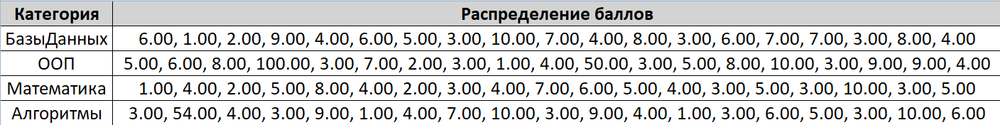 Категория Распределение баллов
БазыДанных 6.00, 1.00, 2.00, 9.00, 4.00, 6.00, 5.00, 3.00, 10.00, 7.00, 4.00, 8.00, 3.00, 6.00, 7.00, 7.00, 3.00, 8.00, 4.00
ООП 5.00, 6.00, 8.00, 100.00, 3.00, 7.00, 2.00, 3.00, 1.00, 4.00, 50.00, 3.00, 5.00, 8.00, 10.00, 3.00, 9.00, 9.00, 4.00
Математика 1.00, 4.00, 2.00, 5.00, 8.00, 4.00, 2.00, 3.00, 4.00, 7.00, 6.00, 5.00, 4.00, 3.00, 5.00, 3.00, 10.00, 3.00, 5.00
Алгоритмы 3.00, 54.00, 4.00, 3.00, 9.00, 1.00, 4.00, 7.00, 10.00, 3.00, 9.00, 4.00, 1.00, 3.00, 6.00, 5.00, 3.00, 10.00, 6.00